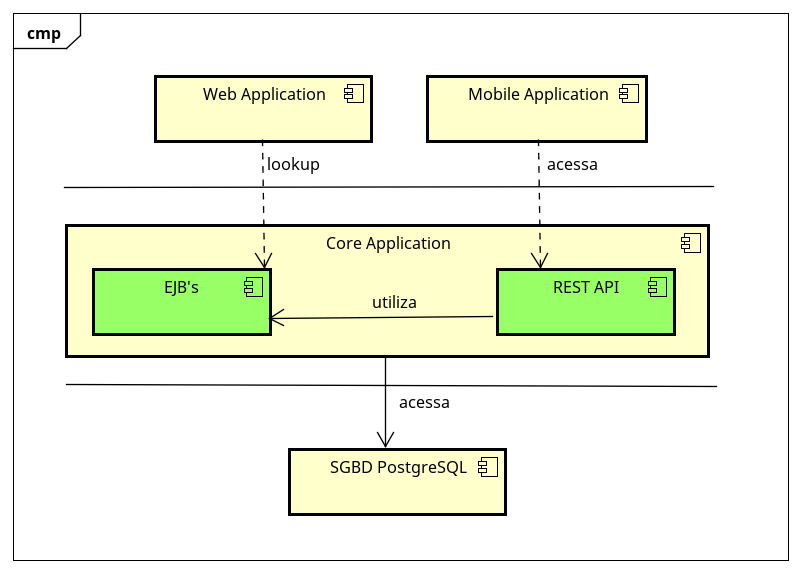 cmp
Web Application
Mobile Application
lookup
acessa
Core Application
EJB's
REST API
utiliza
acessa
SGBD PostgreSQL